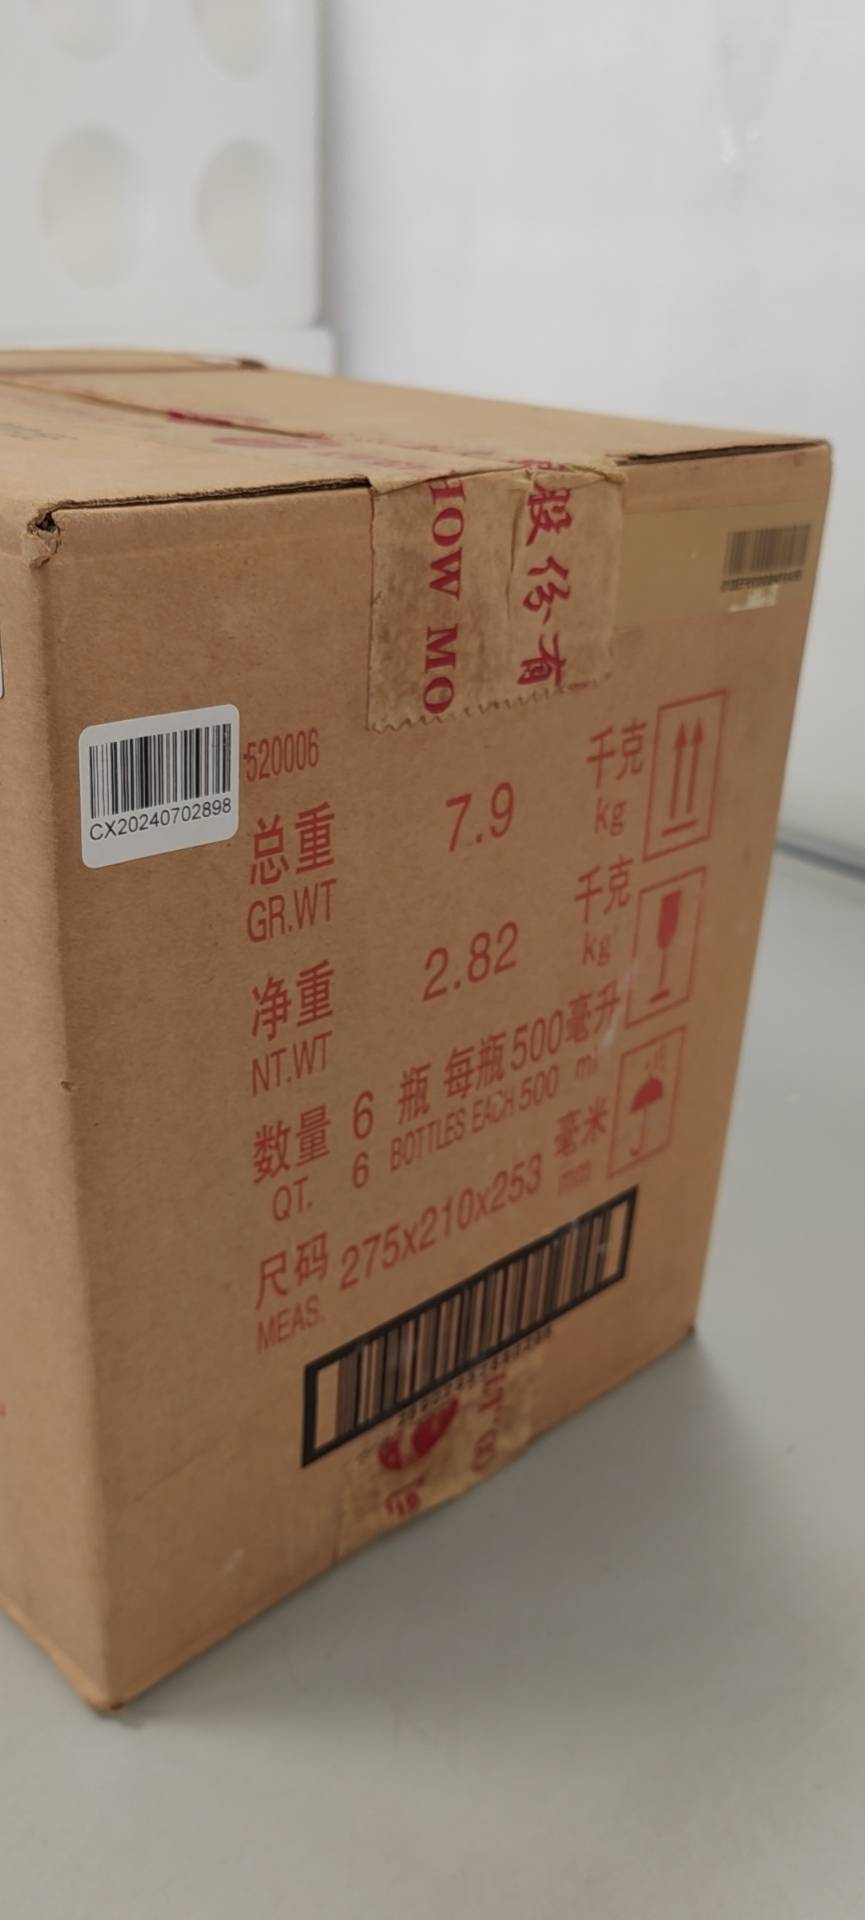 HOW MO
股份有
520006
CX20240702898
总重 7.9 千克
GR.WT kg
净重 2.82 千克
NT.WT kg
数量 6 瓶 每瓶500毫升
QT. 6 BOTTLES EACH 500 ml
尺码 275x210x253 毫米
MEAS. mm